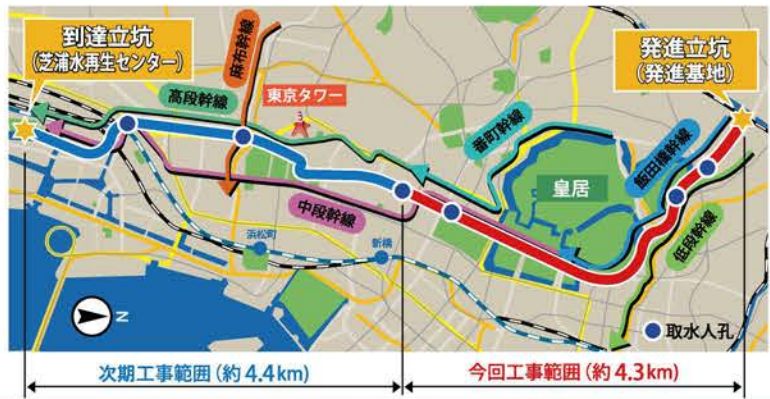 到達立坑
(芝浦水再生センター)
麻布幹線
高段幹線
東京タワー
番町幹線
発進立坑
(発進基地)
飯田橋幹線
皇居
低段幹線
中段幹線
浜松町
新橋
N
取水人孔
次期工事範囲(約4.4km)
今回工事範囲(約4.3km)